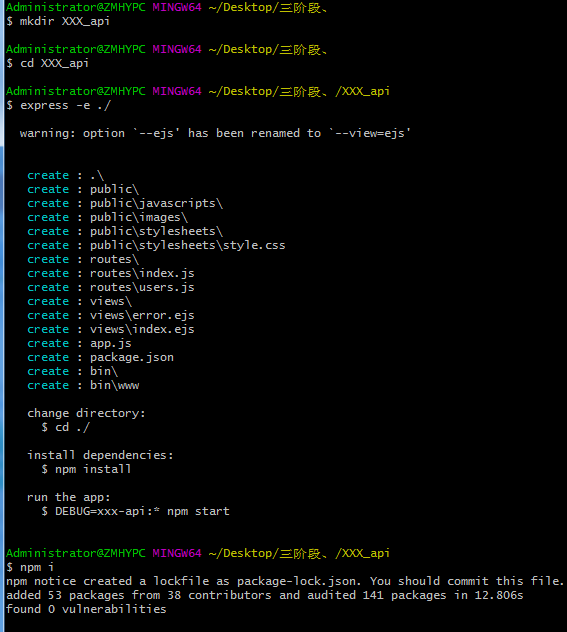 Administrator@ZMHYPC MINGW64 ~/Desktop/三阶段、
$ mkdir XXX_api
Administrator@ZMHYPC MINGW64 ~/Desktop/三阶段、
$ cd XXX_api
Administrator@ZMHYPC MINGW64 ~/Desktop/三阶段、/XXX_api
$ express -e ./
warning: option `--ejs' has been renamed to `--view=ejs'
create : .\
create : public\
create : public\javascripts\
create : public\images\
create : public\stylesheets\
create : public\stylesheets\style.css
create : routes\
create : routes\index.js
create : routes\users.js
create : views\
create : views\error.ejs
create : views\index.ejs
create : app.js
create : package.json
create : bin\
create : bin\www
change directory:
$ cd ./
install dependencies:
$ npm install
run the app:
$ DEBUG=xxx-api:* npm start
Administrator@ZMHYPC MINGW64 ~/Desktop/三阶段、/XXX_api
$ npm i
npm notice created a lockfile as package-lock.json. You should commit this file.
added 53 packages from 38 contributors and audited 141 packages in 12.806s
found 0 vulnerabilities